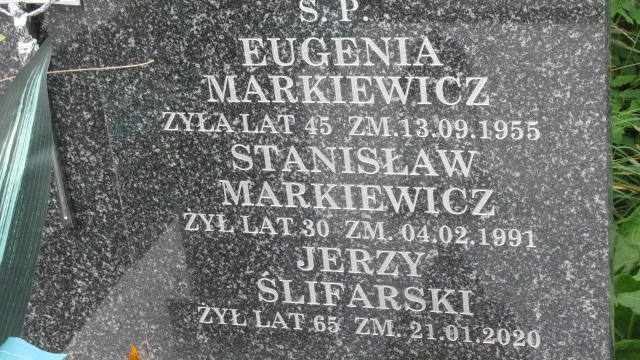 Ś. P.
EUGENIA
MARKIEWICZ
ŻYŁA LAT 45 ZM. 13.09.1955
STANISŁAW
MARKIEWICZ
ŻYŁ LAT 30 ZM. 04.02.1991
JERZY
ŚLIFARSKI
ŻYŁ LAT 65 ZM. 21.01.2020